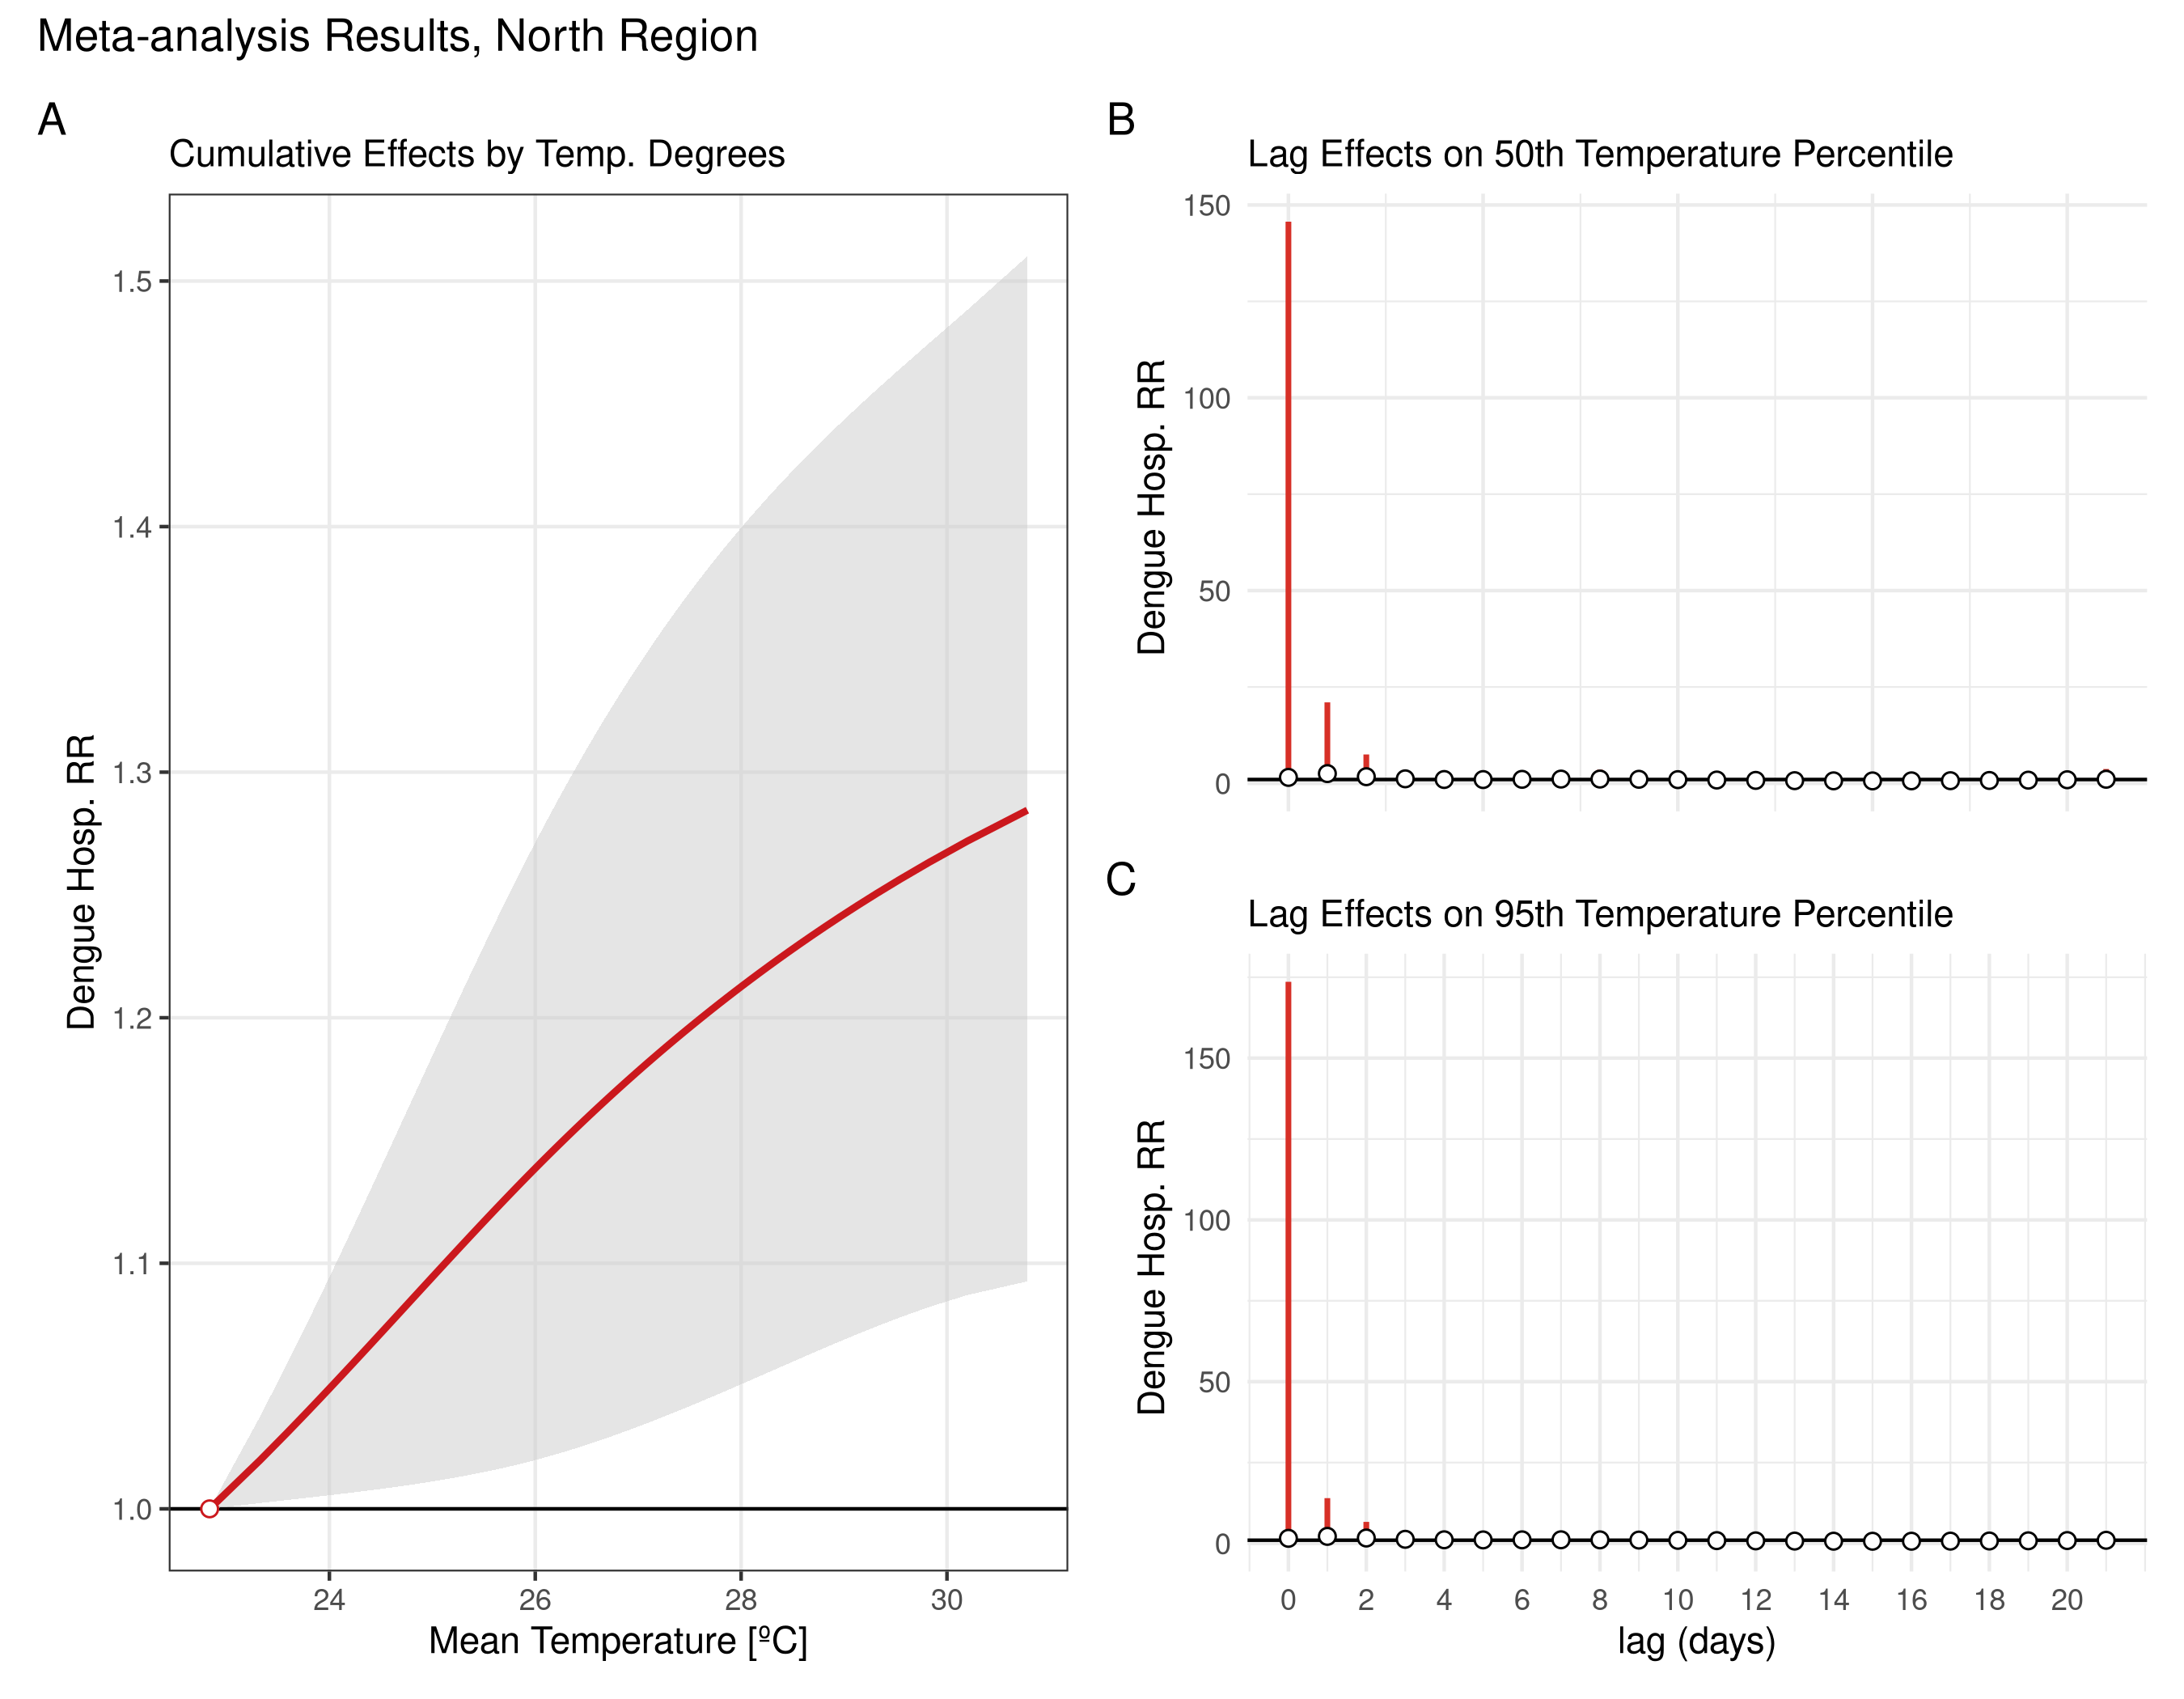 Meta-analysis Results, North Region
A
Cumulative Effects by Temp. Degrees
Dengue Hosp. RR
1.5
1.4
1.3
1.2
1.1
1.0
24 26 28 30
Mean Temperature [ºC]
B
Lag Effects on 50th Temperature Percentile
Dengue Hosp. RR
150
100
50
0
C
Lag Effects on 95th Temperature Percentile
Dengue Hosp. RR
150
100
50
0
0 2 4 6 8 10 12 14 16 18 20
lag (days)